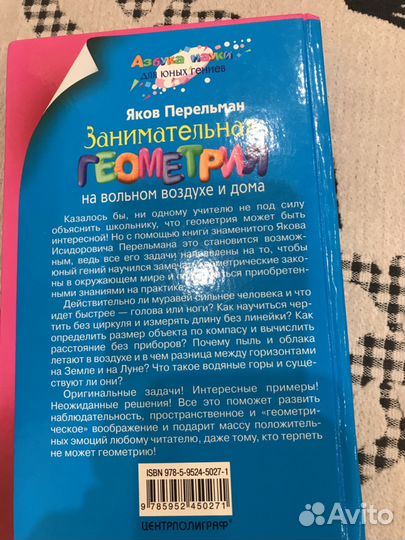 Азбука науки
для юных гениев
Яков Перельман
Занимательная
ГЕОМЕТРИЯ
на вольном воздухе и дома
Казалось бы, ни одному учителю не под силу
объяснить школьнику, что геометрия может быть
интересной! Но с помощью книги знаменитого Якова
Исидоровича Перельмана это становится возмож-
ным, ведь все его задачи направлены на то, чтобы
юный гений научился замечать геометрические зако-
ны в окружающем мире и приобретен-
ными знаниями на практике.
Действительно ли муравей сильнее человека и что
идет быстрее — голова или ноги? Как научиться чер-
тить без циркуля и измерять длину без линейки? Как
определить размер объекта по компасу и вычислить
расстояние без приборов? Почему пыль и облака
летают в воздухе и в чем разница между горизонтами
на Земле и на Луне? Что такое водяные горы и суще-
ствуют ли они?
Оригинальные задачи! Интересные примеры!
Неожиданные решения! Все это поможет развить
наблюдательность, пространственное и «геометри-
ческое» воображение и подарит массу положитель-
ных эмоций любому читателю, даже тому, кто терпеть
не может геометрию!
ISBN 978-5-9524-5027-1
9 785952 450271
ЦЕНТРПОЛИГРАФ
Avito